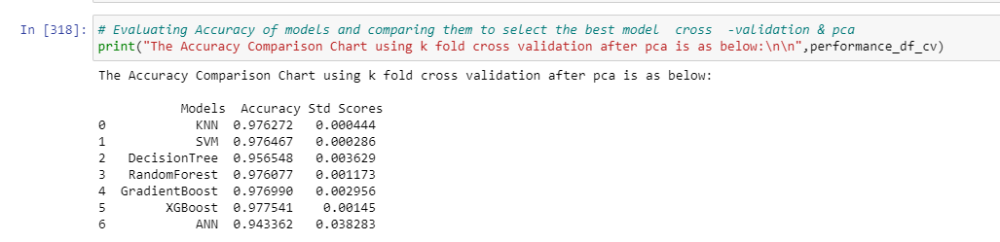 In [318]: # Evaluating Accuracy of models and comparing them to select the best model  cross  -validation & pca
print("The Accuracy Comparison Chart using k fold cross validation after pca is as below:\n\n",performance_df_cv)
The Accuracy Comparison Chart using k fold cross validation after pca is as below:
Models  Accuracy Std Scores
0 KNN 0.976272 0.000444
1 SVM 0.976467 0.000286
2 DecisionTree 0.956548 0.003629
3 RandomForest 0.976077 0.001173
4 GradientBoost 0.976990 0.002956
5 XGBoost 0.977541 0.00145
6 ANN 0.943362 0.038283